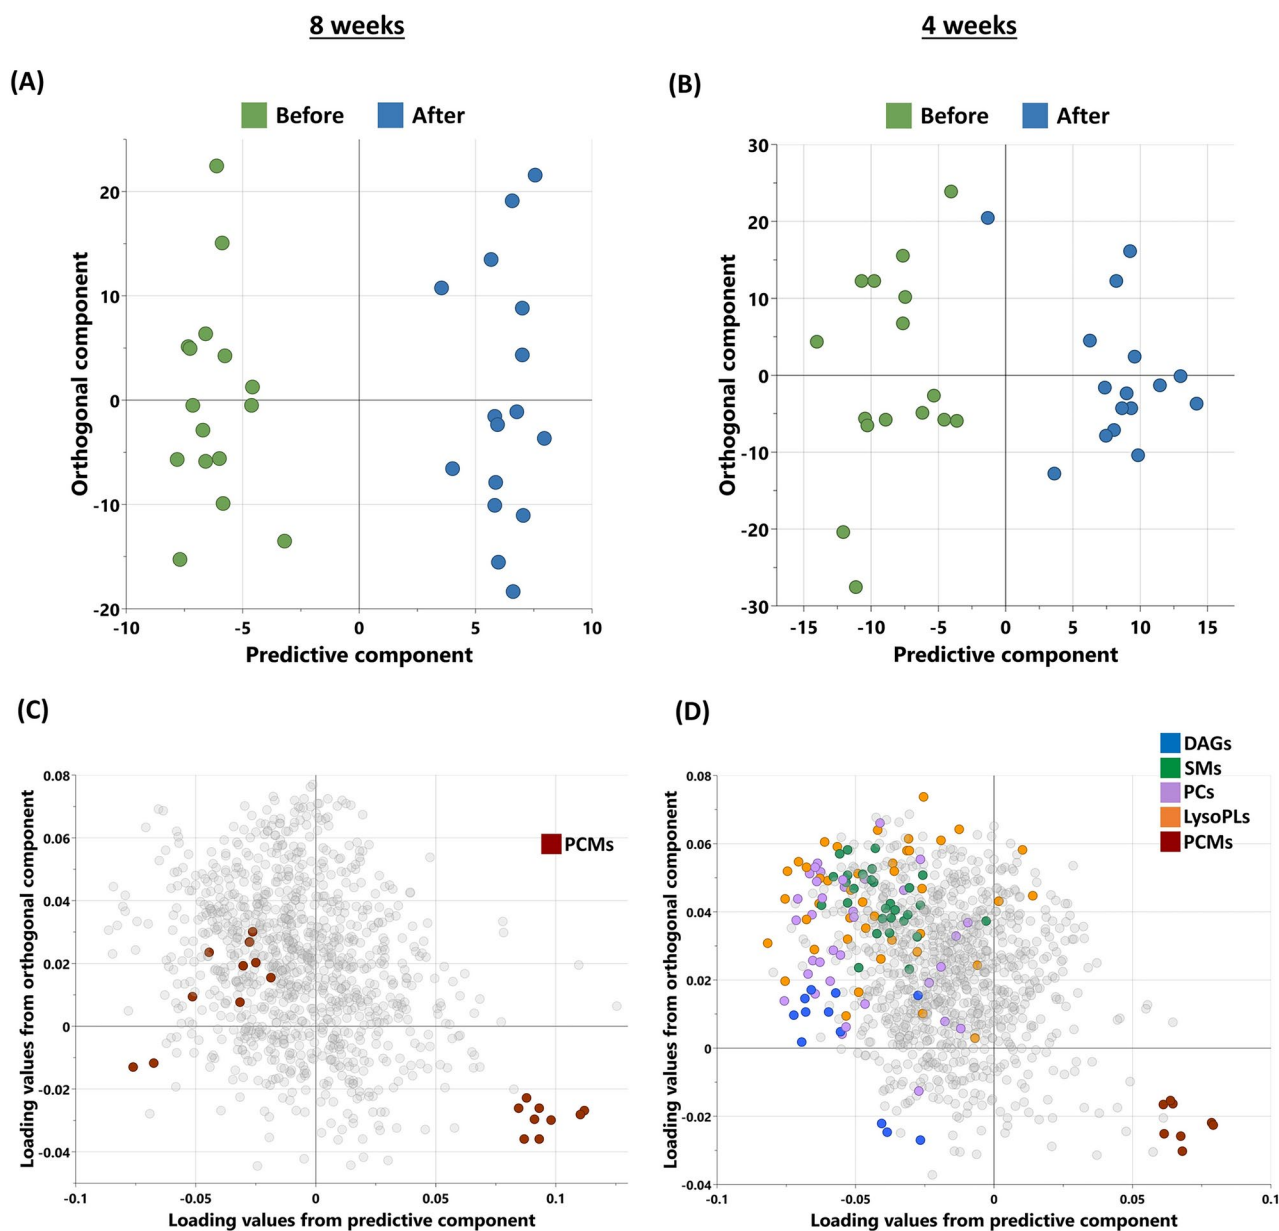 8 weeks
4 weeks
(A)
(B)
Before After
Before After
20
10
0
-10
-20
Orthogonal component
-10 -5 0 5 10
Predictive component
30
20
10
0
-10
-20
-30
Orthogonal component
-15 -10 -5 0 5 10 15
Predictive component
(C)
(D)
PCMs
0.08
0.06
0.04
0.02
0
-0.02
-0.04
Loading values from orthogonal component
-0.1 -0.05 0 0.05 0.1
Loading values from predictive component
DAGs
SMs
PCs
LysoPLs
PCMs
0.08
0.06
0.04
0.02
0
-0.02
-0.04
Loading values from orthogonal component
-0.1 -0.05 0 0.05 0.1
Loading values from predictive component